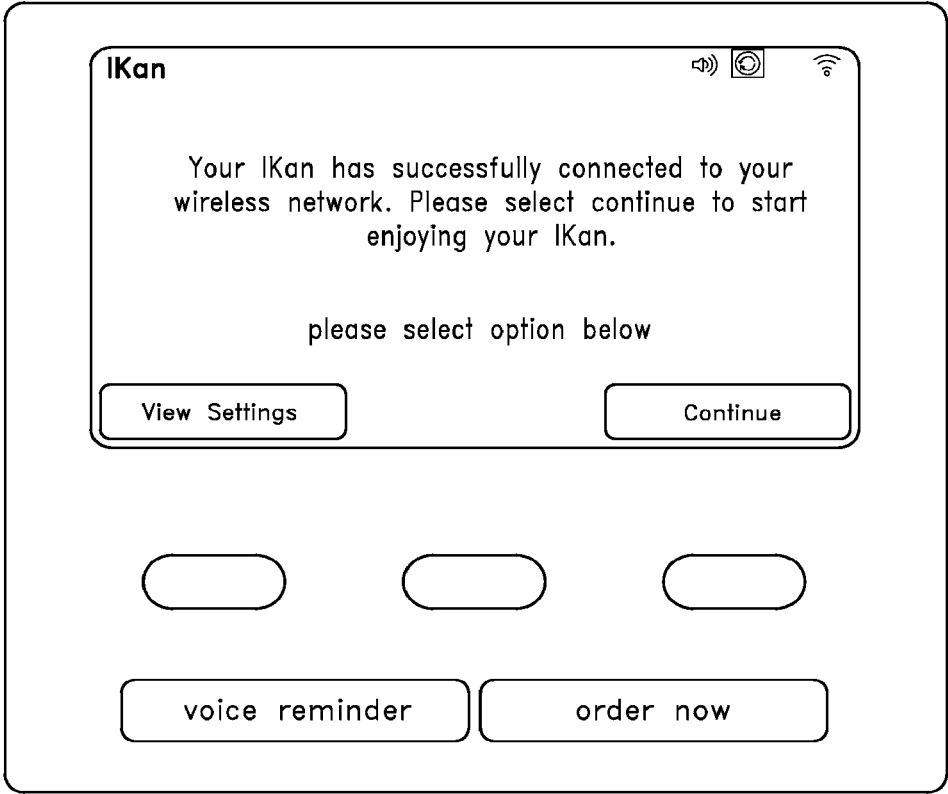 IKan
Your IKan has successfully connected to your
wireless network. Please select continue to start
enjoying your IKan.
please select option below
View Settings
Continue
voice reminder
order now